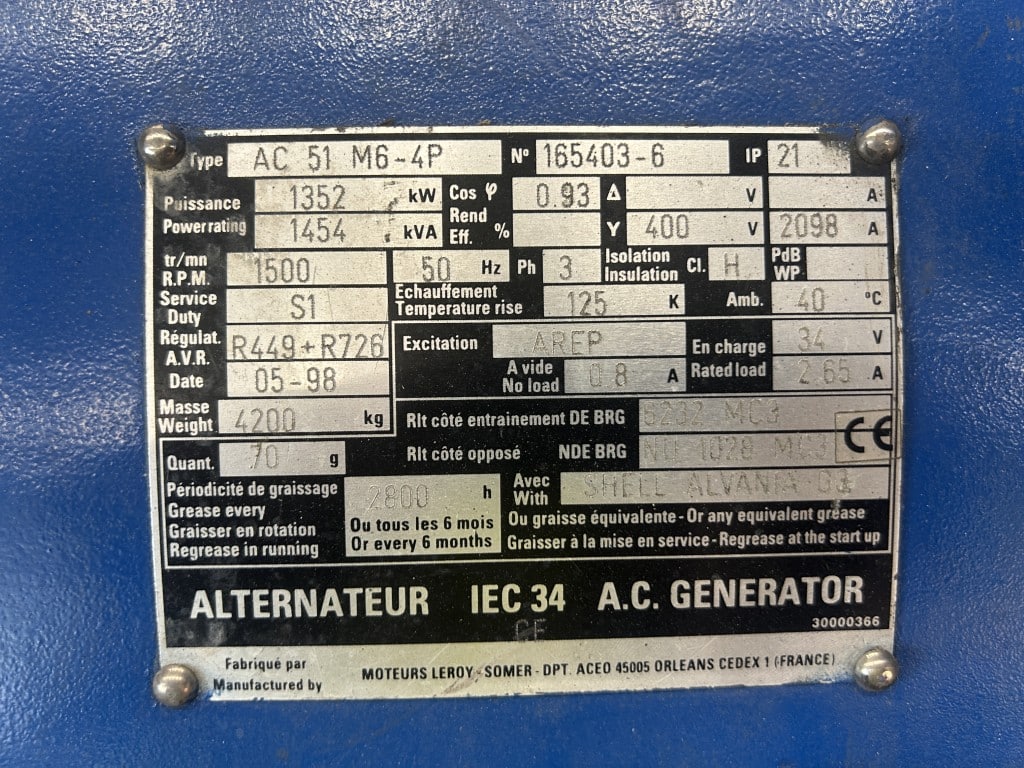 Type AC 51 M6-4P N° 165403-6 IP 21
Puissance 1352 kW Cos φ 0.93 Δ V A
Power rating 1454 kVA Rend Eff. % Y 400 V 2098 A
tr/mn R.P.M. 1500 50 Hz Ph 3 Isolation Insulation Cl. H PdB WP
Service Duty S1 Echauffement Temperature rise 125 K Amb. 40 °C
Régulat. A.V.R. R449+R726 Excitation AREP En charge 34 V
Date 05-98 A vide No load 0.8 A Rated load 2.65 A
Masse Weight 4200 kg Rlt côté entrainement DE BRG 6232 MC3
CE
Quant. 70 g Rlt côté opposé NDE BRG NU 1028 MC3
Périodicité de graissage Grease every 2800 h Avec With SHELL ALVANIA
Graisser en rotation Ou tous les 6 mois Ou graisse équivalente - Or any equivalent grease
Regrease in running Or every 6 months Graisser à la mise en service - Regrease at the start up
ALTERNATEUR IEC 34 A.C. GENERATOR
30000366
CE
Fabriqué par
Manufactured by MOTEURS LEROY-SOMER - DPT. ACEO 45005 ORLEANS CEDEX 1 (FRANCE)